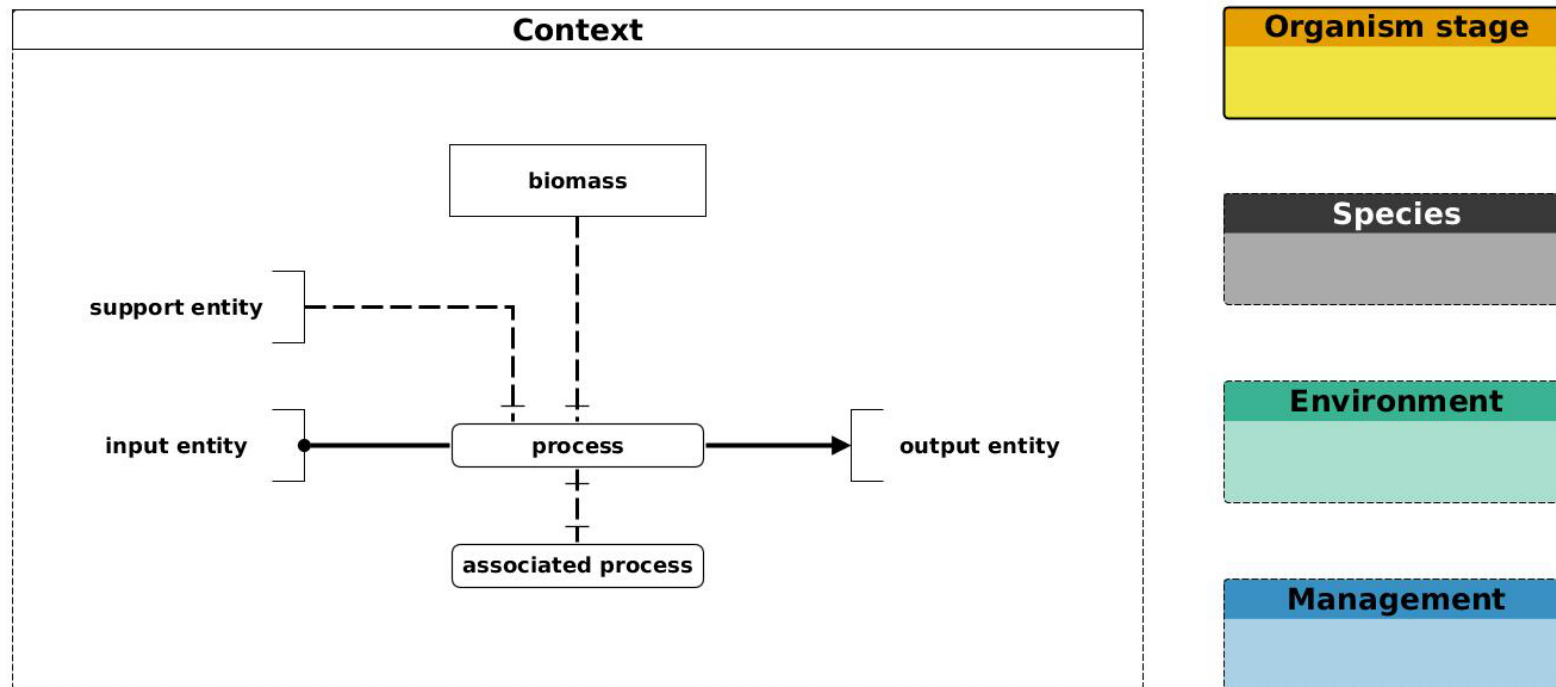 Context
biomass
support entity
input entity
process
output entity
associated process
Organism stage
Species
Environment
Management